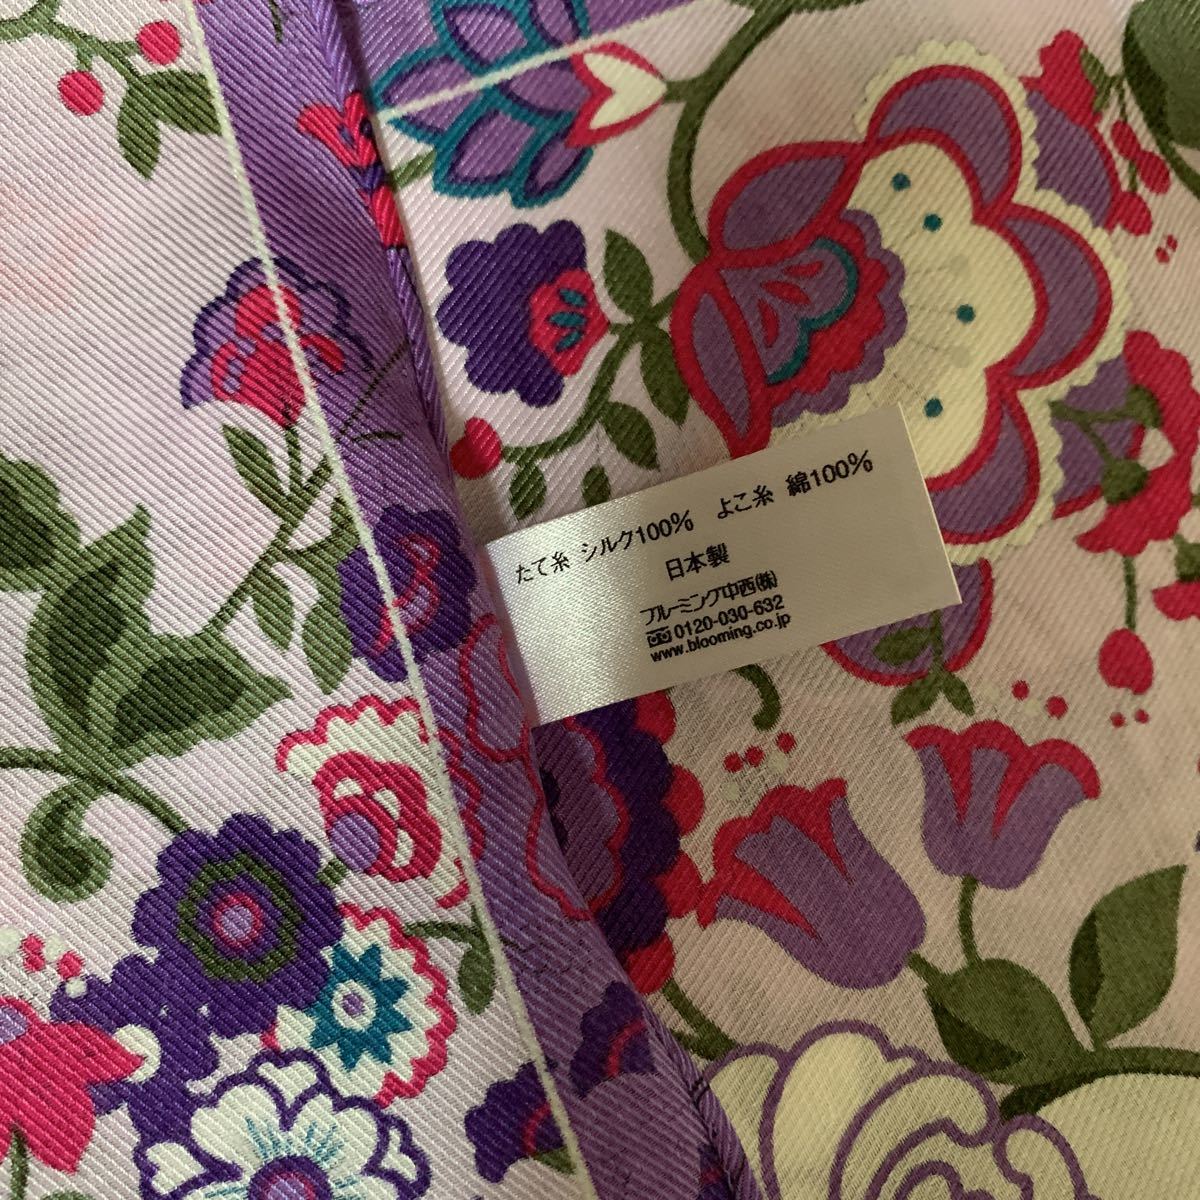 たて糸 シルク100% よこ糸 綿100%
日本製
ブルーミング中西㈱
0120-030-632
www.blooming.co.jp